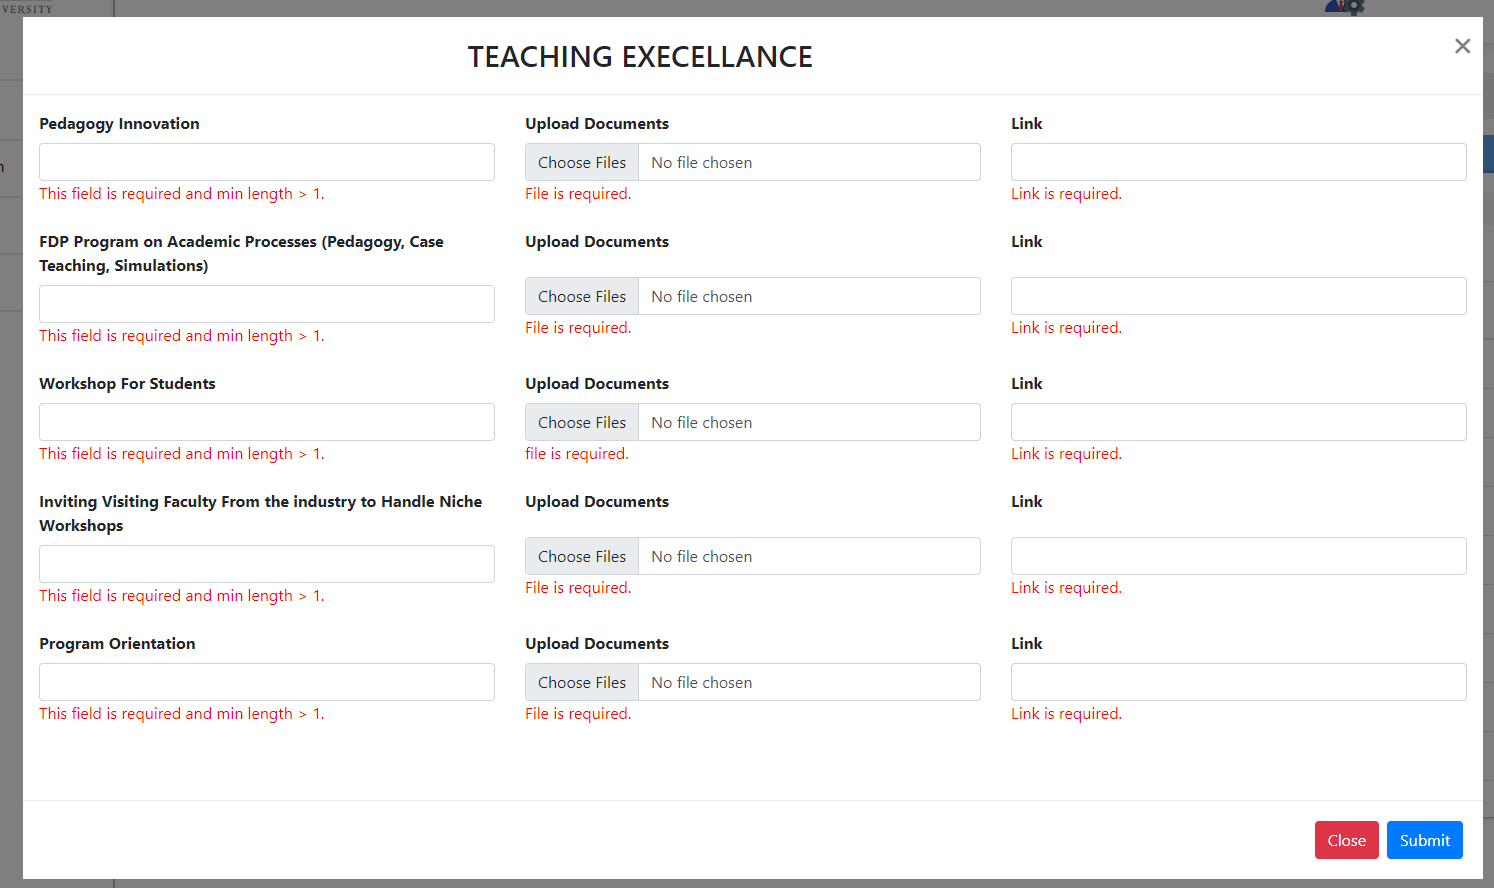 VERSITY
TEACHING EXECELLANCE
Pedagogy Innovation
Upload Documents
Link
Choose Files No file chosen
This field is required and min length > 1.
File is required.
Link is required.
FDP Program on Academic Processes (Pedagogy, Case
Teaching, Simulations)
Upload Documents
Link
Choose Files No file chosen
This field is required and min length > 1.
File is required.
Link is required.
Workshop For Students
Upload Documents
Link
Choose Files No file chosen
This field is required and min length > 1.
file is required.
Link is required.
Inviting Visiting Faculty From the industry to Handle Niche
Workshops
Upload Documents
Link
Choose Files No file chosen
This field is required and min length > 1.
File is required.
Link is required.
Program Orientation
Upload Documents
Link
Choose Files No file chosen
This field is required and min length > 1.
File is required.
Link is required.
Close
Submit